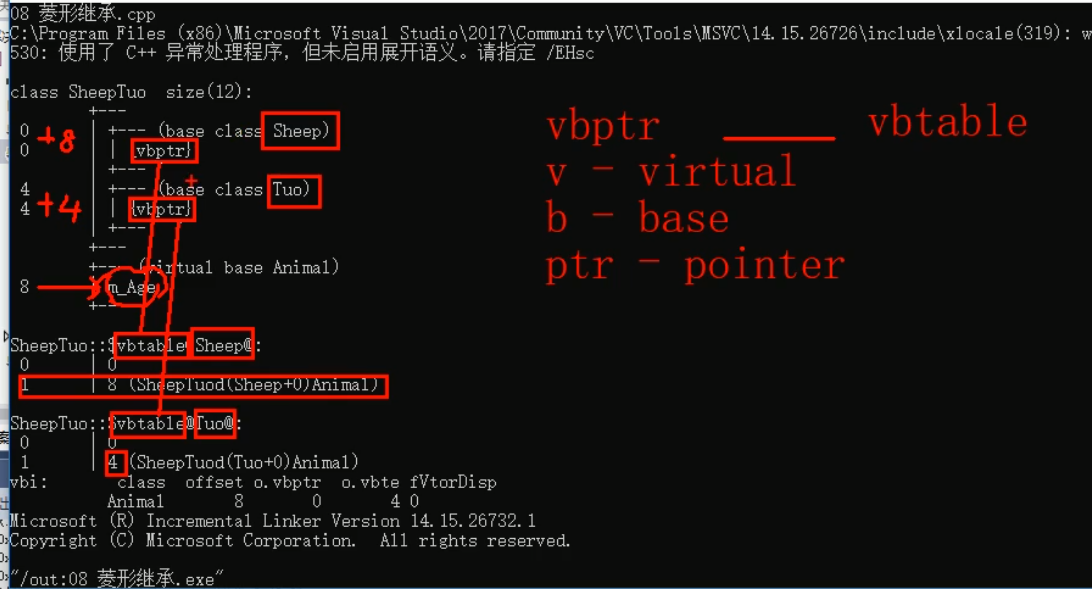 08 菱形继承.cpp
C:\Program Files (x86)\Microsoft Visual Studio\2017\Community\VC\Tools\MSVC\14.15.26726\include\xlocale(319): w
530: 使用了 C++ 异常处理程序，但未启用展开语义。请指定 /EHsc
class SheepTuo size(12):
+---
0 +8 | +--- (base class Sheep)
0 | | {vbptr}
| +---
4 | +--- (base class Tuo)
4 +4 | | {vbptr}
| +---
+---
+--- (virtual base Animal)
8 | m_Age
+---
SheepTuo::$vbtable@Sheep@:
0 | 0
1 | 8 (SheepTuod(Sheep+0)Animal)
SheepTuo::$vbtable@Tuo@:
0 | 0
1 | 4 (SheepTuod(Tuo+0)Animal)
vbi: class offset o.vbptr o.vbte fVtorDisp
Animal 8 0 4 0
Microsoft (R) Incremental Linker Version 14.15.26732.1
Copyright (C) Microsoft Corporation. All rights reserved.
"/out:08 菱形继承.exe"
vbptr ____ vbtable
v - virtual
b - base
ptr - pointer